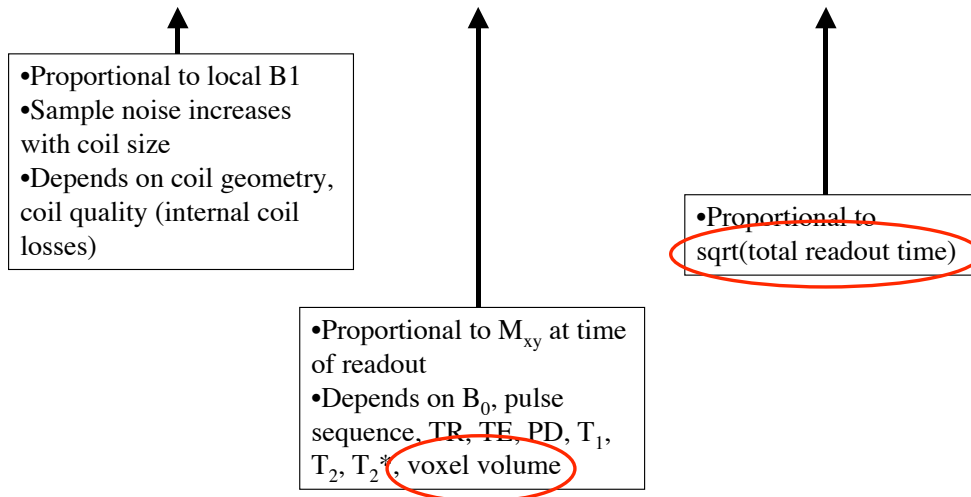 •Proportional to local B1
•Sample noise increases
with coil size
•Depends on coil geometry,
coil quality (internal coil
losses)
•Proportional to
sqrt(total readout time)
•Proportional to Mxy at time
of readout
•Depends on B0, pulse
sequence, TR, TE, PD, T1,
T2, T2*, voxel volume